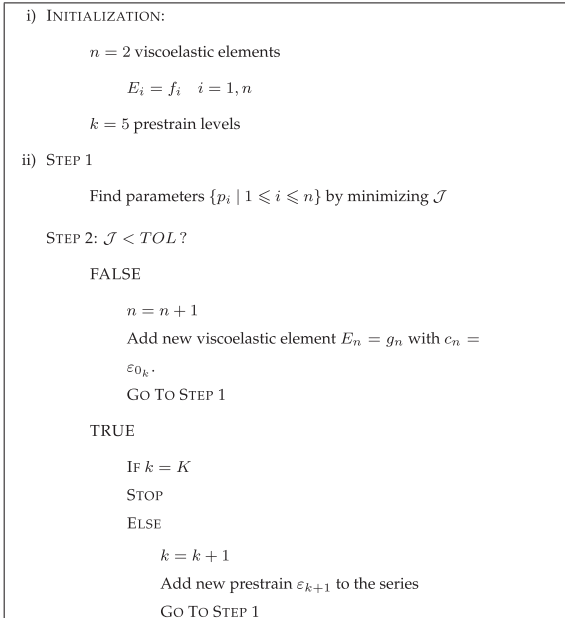 i) INITIALIZATION:
n = 2 viscoelastic elements
E_i = f_i i = 1, n
k = 5 prestrain levels
ii) STEP 1
Find parameters {p_i | 1 ⩽ i ⩽ n} by minimizing 𝒥
STEP 2: 𝒥 < TOL ?
FALSE
n = n + 1
Add new viscoelastic element E_n = g_n with c_n =
ε_{0_k}.
GO TO STEP 1
TRUE
IF k = K
STOP
ELSE
k = k + 1
Add new prestrain ε_{k+1} to the series
GO TO STEP 1